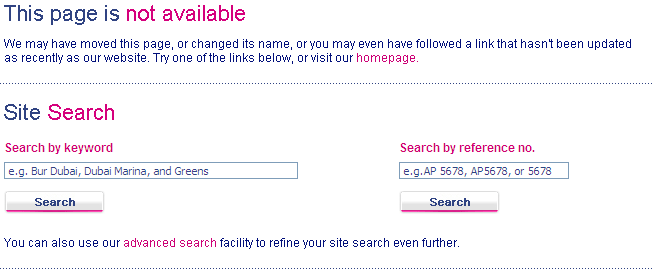 This page is not available
We may have moved this page, or changed its name, or you may even have followed a link that hasn't been updated
as recently as our website. Try one of the links below, or visit our homepage.
Site Search
Search by keyword
e.g. Bur Dubai, Dubai Marina, and Greens
Search
Search by reference no.
e.g.AP 5678, AP5678, or 5678
Search
You can also use our advanced search facility to refine your site search even further.